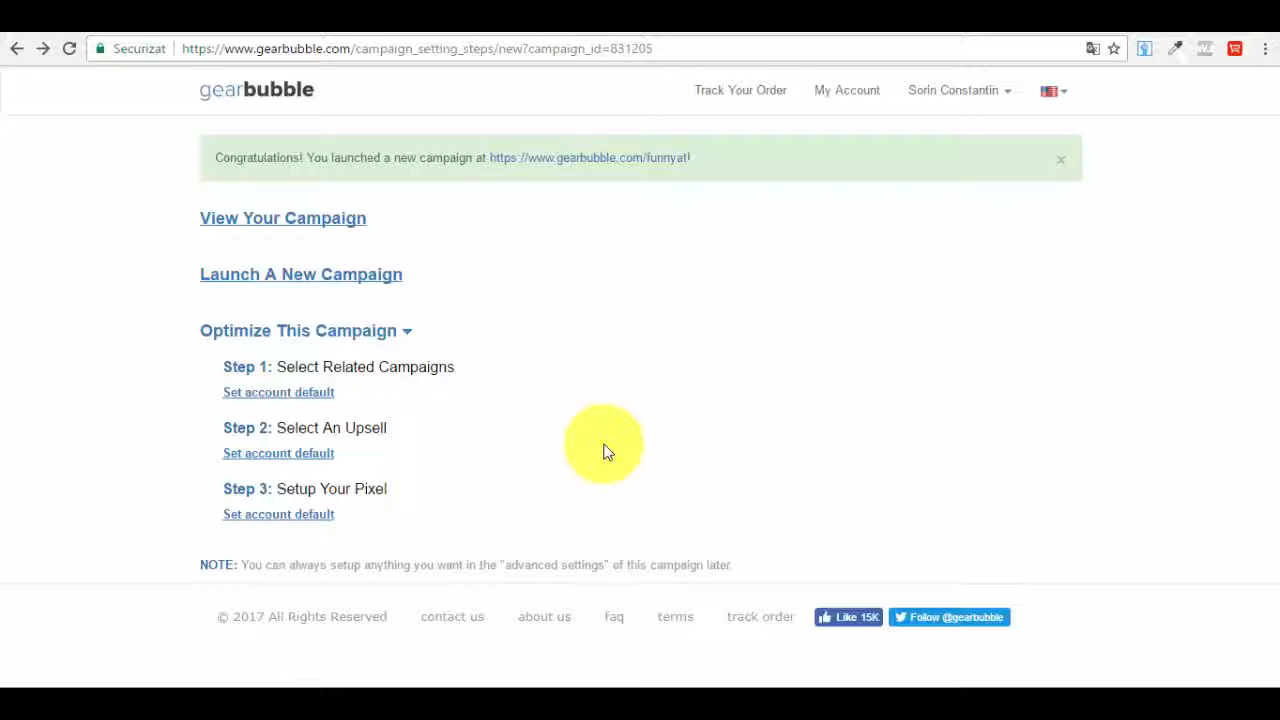 Securizat https://www.gearbubble.com/campaign_setting_steps/new?campaign_id=831205
gearbubble Track Your Order My Account Sorin Constantin
Congratulations! You launched a new campaign at https://www.gearbubble.com/funnyat! ×
View Your Campaign
Launch A New Campaign
Optimize This Campaign
Step 1: Select Related Campaigns
Set account default
Step 2: Select An Upsell
Set account default
Step 3: Setup Your Pixel
Set account default
NOTE: You can always setup anything you want in the "advanced settings" of this campaign later.
© 2017 All Rights Reserved contact us about us faq terms track order Like 15K Follow @gearbubble